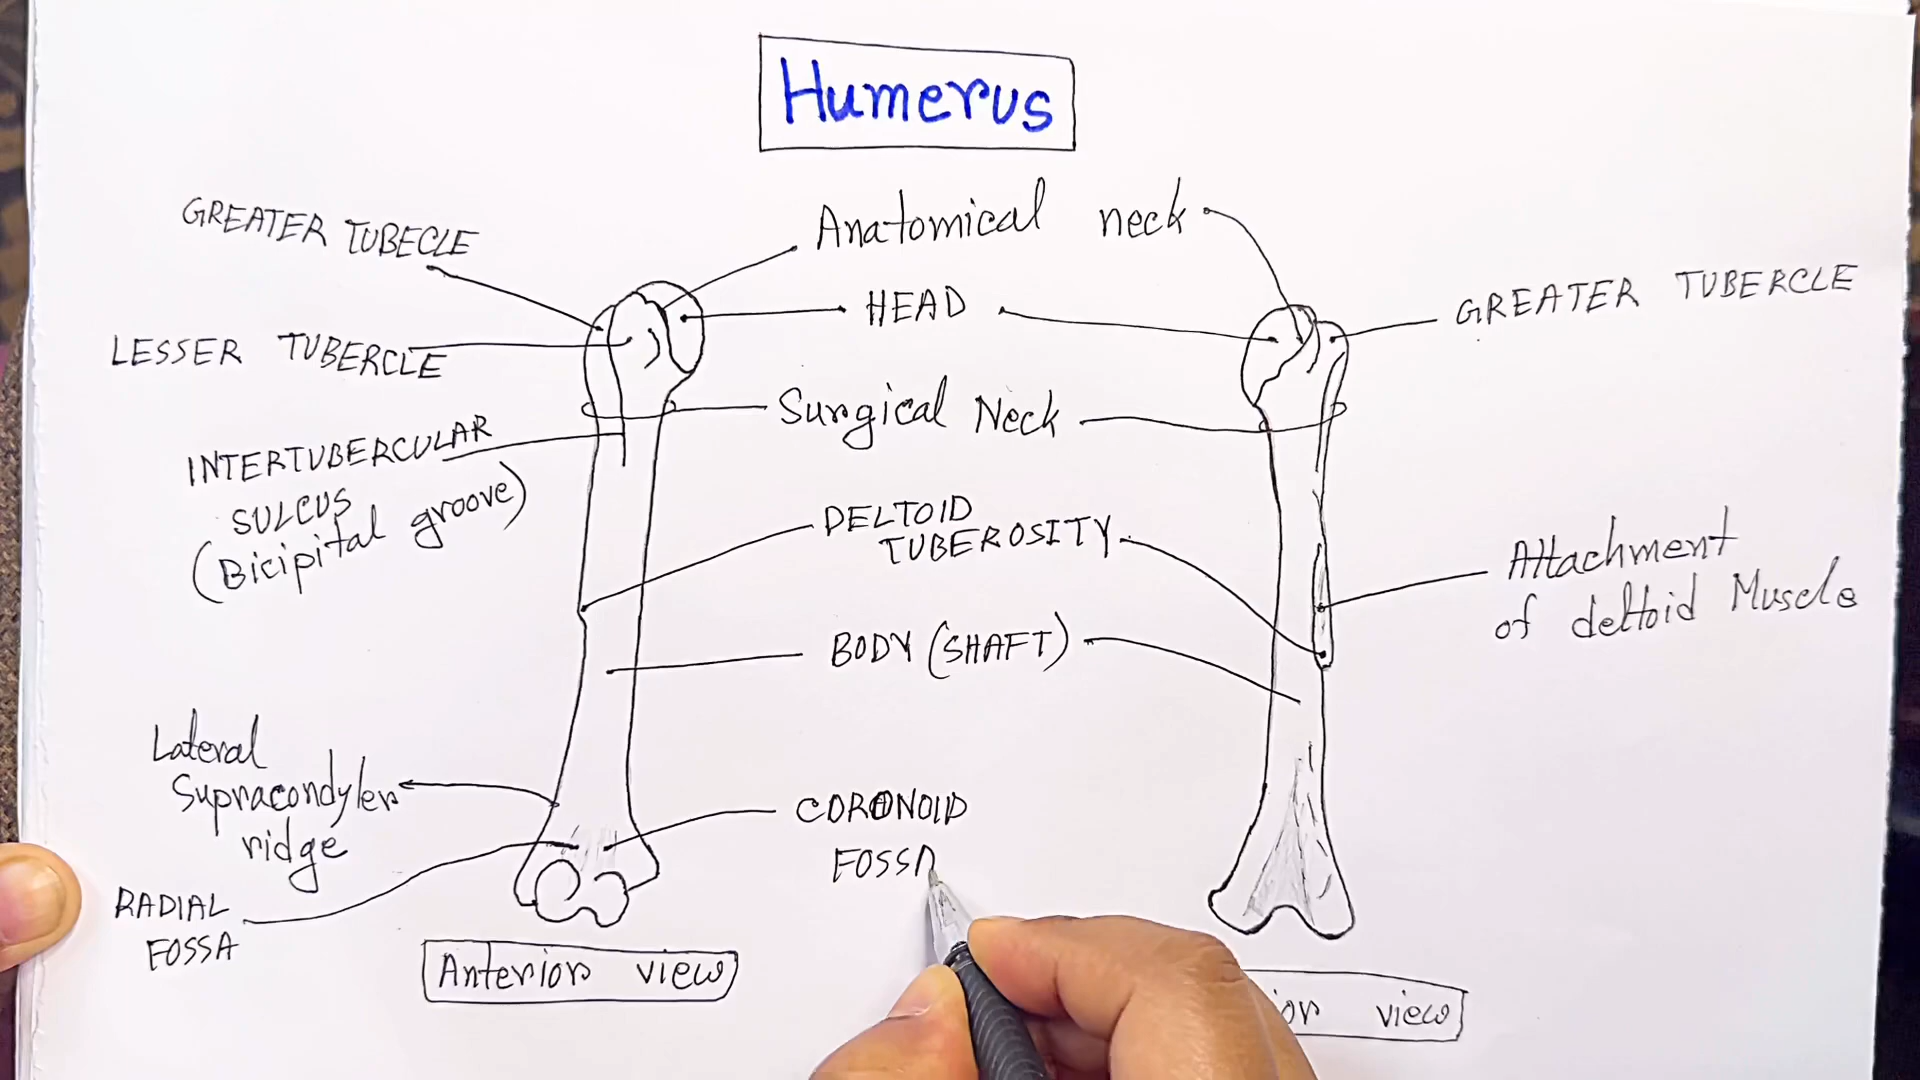 Humerus
GREATER TUBECLE
Anatomical neck
HEAD
GREATER TUBERCLE
LESSER TUBERCLE
Surgical Neck
INTERTUBERCULAR
SULCUS
(Bicipital groove)
DELTOID
TUBEROSITY
Attachment
of deltoid Muscle
BODY (SHAFT)
Lateral
Supracondyler
ridge
CORONOID
FOSSA
RADIAL
FOSSA
Anterior view
ior view